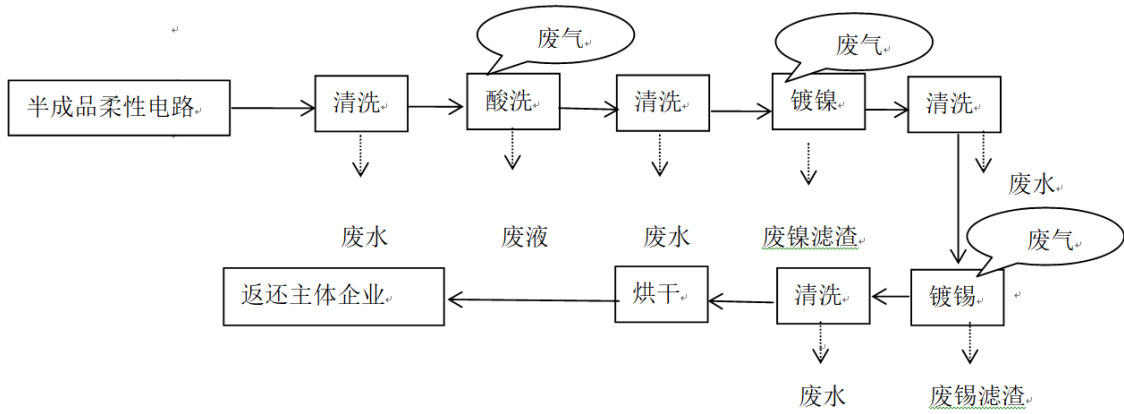 废气
废气
半成品柔性电路
清洗
酸洗
清洗
镀镍
清洗
废水
废水
废液
废水
废镍滤渣
废气
返还主体企业
烘干
清洗
镀锡
废水
废锡滤渣